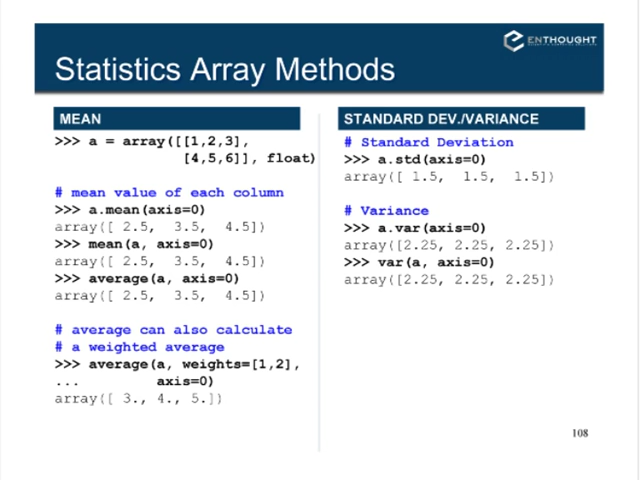 ENTHOUGHT
Statistics Array Methods
MEAN
>>> a = array([[1,2,3],
[4,5,6]], float)
# mean value of each column
>>> a.mean(axis=0)
array([ 2.5,  3.5,  4.5])
>>> mean(a, axis=0)
array([ 2.5,  3.5,  4.5])
>>> average(a, axis=0)
array([ 2.5,  3.5,  4.5])
# average can also calculate
# a weighted average
>>> average(a, weights=[1,2],
...         axis=0)
array([ 3., 4., 5.])
STANDARD DEV./VARIANCE
# Standard Deviation
>>> a.std(axis=0)
array([ 1.5,  1.5,  1.5])
# Variance
>>> a.var(axis=0)
array([2.25, 2.25, 2.25])
>>> var(a, axis=0)
array([2.25, 2.25, 2.25])
108